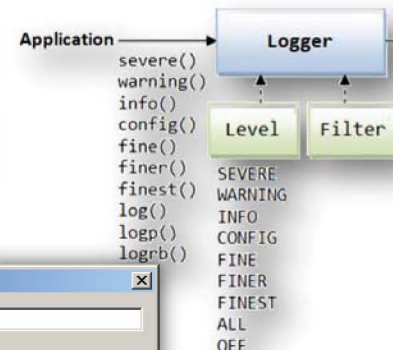 Application
Logger
severe()
warning()
info()
config()
fine()
finer()
finest()
log()
logp()
logrb()
Level
Filter
SEVERE
WARNING
INFO
CONFIG
FINE
FINER
FINEST
ALL
OFF